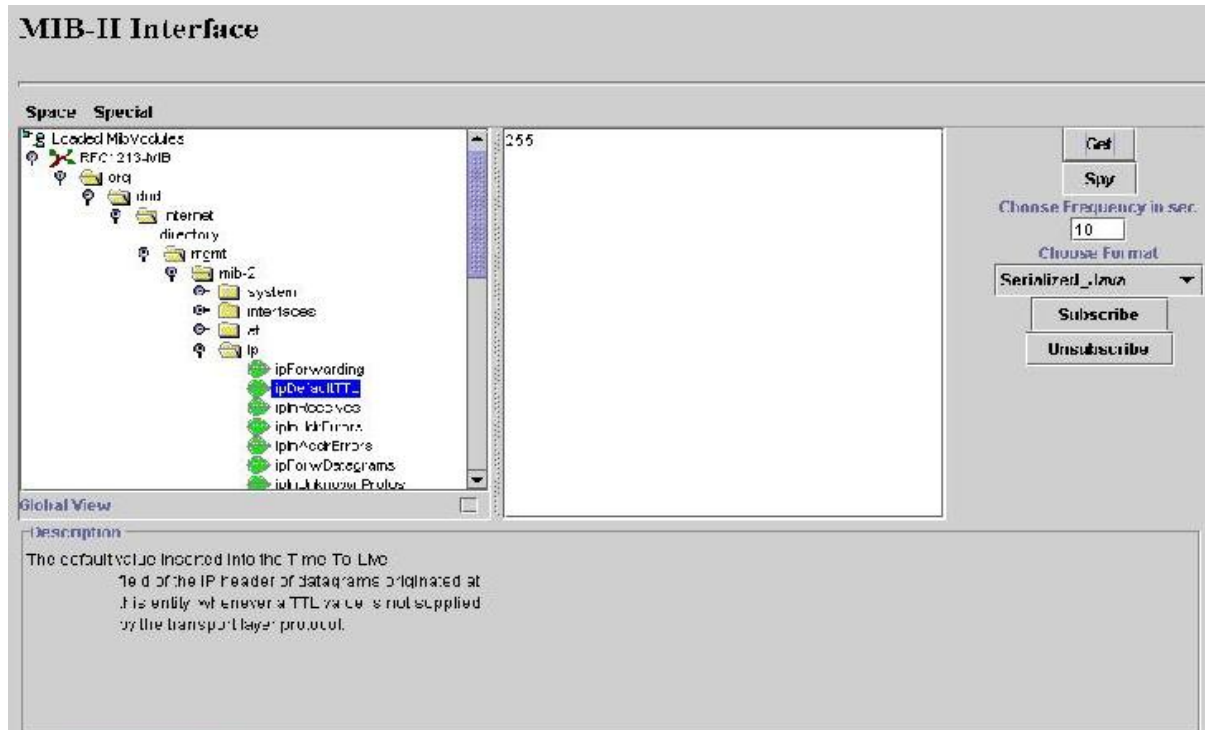 MIB-II Interface
Space Special
Loaded MibModules
RFC1213-MIB
org
dod
internet
directory
mgmt
mib-2
system
interfaces
at
ip
ipForwarding
ipDefaultTTL
ipInReceives
ipInHdrErrors
ipInAddrErrors
ipForwDatagrams
ipInUnknownProtos
Global View
255
Get
Spy
Choose Frequency in sec.
10
Choose Format
Serialized_Java
Subscribe
Unsubscribe
Description
The default value inserted into the Time-To-Live
field of the IP header of datagrams originated at
this entity, whenever a TTL value is not supplied
by the transport layer protocol.